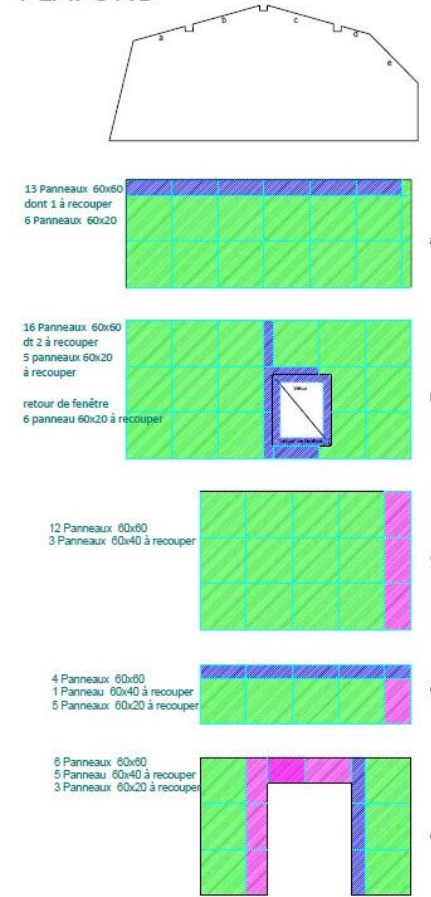 a
b
c
d
e
13 Panneaux 60x60
dont 1 à recouper
6 Panneaux 60x20
16 Panneaux 60x60
dt 2 à recouper
5 panneaux 60x20
à recouper
retour de fenêtre
6 panneau 60x20 à recouper
12 Panneaux 60x60
3 Panneaux 60x40 à recouper
4 Panneaux 60x60
1 Panneau 60x40 à recouper
5 Panneaux 60x20 à recouper
6 Panneaux 60x60
5 Panneau 60x40 à recouper
3 Panneaux 60x20 à recouper